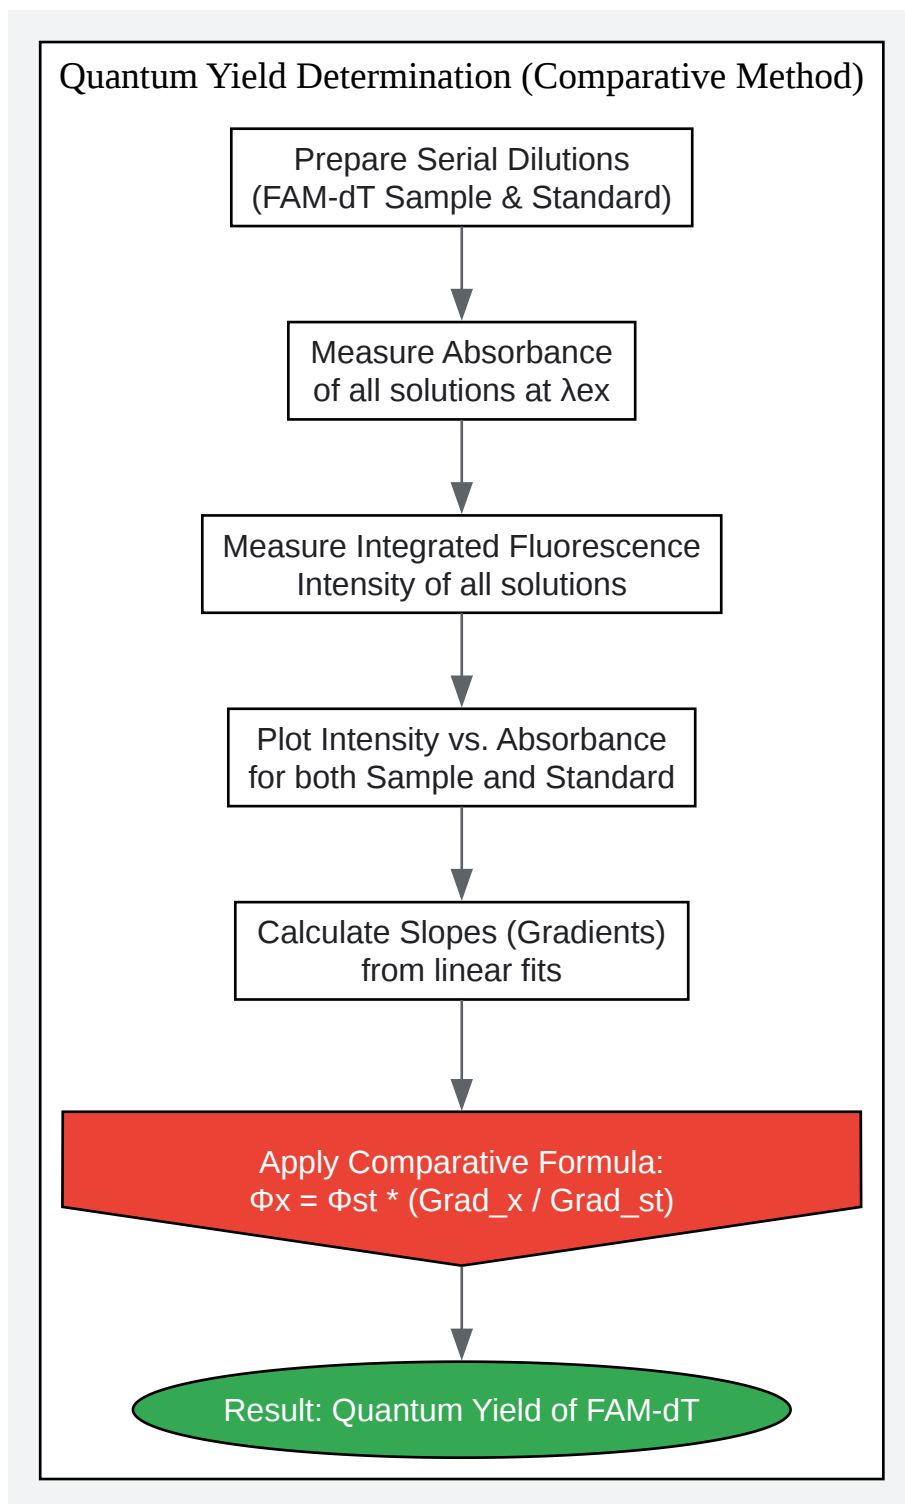 Quantum Yield Determination (Comparative Method)
Prepare Serial Dilutions
(FAM-dT Sample & Standard)
Measure Absorbance
of all solutions at λex
Measure Integrated Fluorescence
Intensity of all solutions
Plot Intensity vs. Absorbance
for both Sample and Standard
Calculate Slopes (Gradients)
from linear fits
Apply Comparative Formula:
Φx = Φst * (Grad_x / Grad_st)
Result: Quantum Yield of FAM-dT